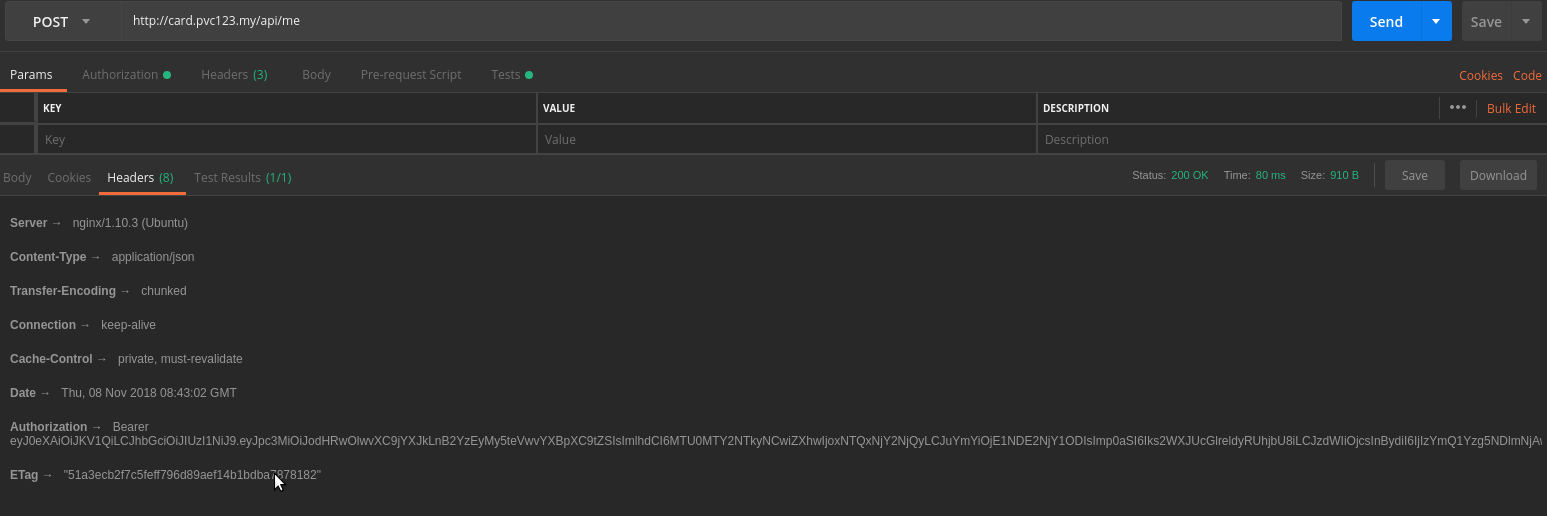 POST http://card.pvc123.my/api/me Send Save
Params Authorization Headers (3) Body Pre-request Script Tests Cookies Code
KEY VALUE DESCRIPTION ••• Bulk Edit
Key Value Description
Body Cookies Headers (8) Test Results (1/1) Status: 200 OK Time: 80 ms Size: 910 B Save Download
Server → nginx/1.10.3 (Ubuntu)
Content-Type → application/json
Transfer-Encoding → chunked
Connection → keep-alive
Cache-Control → private, must-revalidate
Date → Thu, 08 Nov 2018 08:43:02 GMT
Authorization → Bearer
ETag → "51a3ecb2f7c5feff796d89aef14b1bdba7878182"